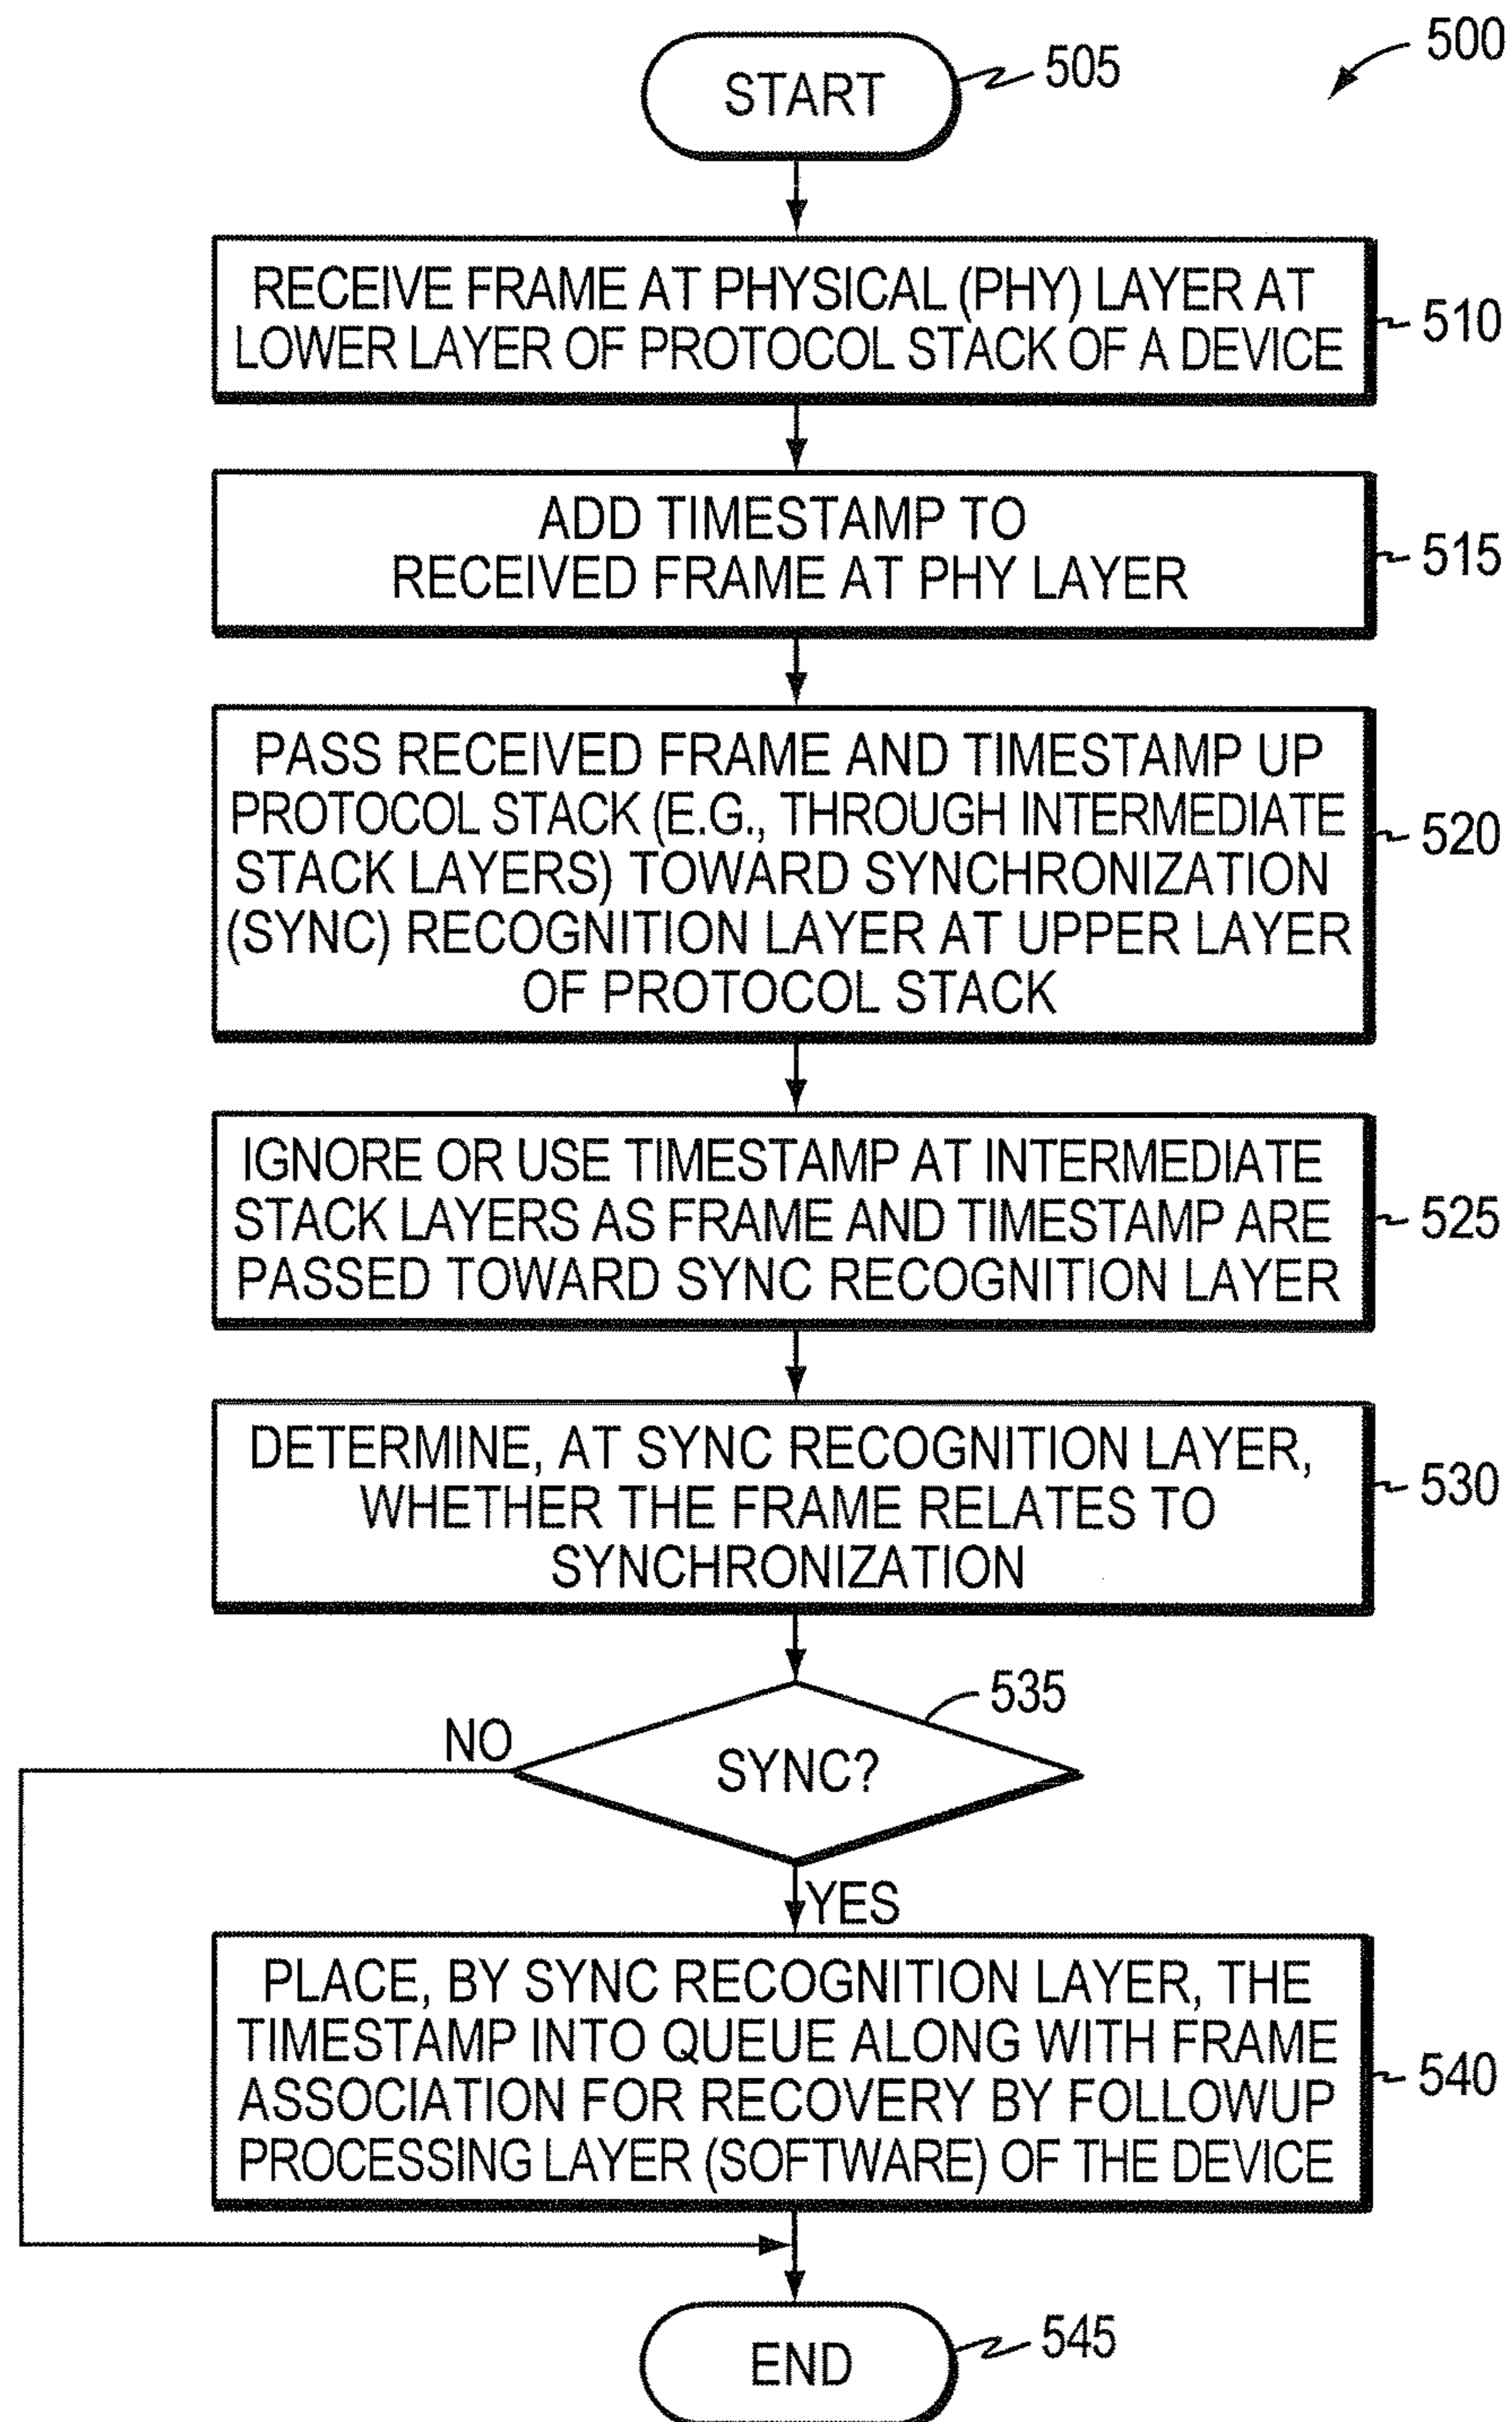 500
START
505
RECEIVE FRAME AT PHYSICAL (PHY) LAYER AT
LOWER LAYER OF PROTOCOL STACK OF A DEVICE
510
ADD TIMESTAMP TO
RECEIVED FRAME AT PHY LAYER
515
PASS RECEIVED FRAME AND TIMESTAMP UP
PROTOCOL STACK (E.G., THROUGH INTERMEDIATE
STACK LAYERS) TOWARD SYNCHRONIZATION
(SYNC) RECOGNITION LAYER AT UPPER LAYER
OF PROTOCOL STACK
520
IGNORE OR USE TIMESTAMP AT INTERMEDIATE
STACK LAYERS AS FRAME AND TIMESTAMP ARE
PASSED TOWARD SYNC RECOGNITION LAYER
525
DETERMINE, AT SYNC RECOGNITION LAYER,
WHETHER THE FRAME RELATES TO
SYNCHRONIZATION
530
535
NO
SYNC?
YES
PLACE, BY SYNC RECOGNITION LAYER, THE
TIMESTAMP INTO QUEUE ALONG WITH FRAME
ASSOCIATION FOR RECOVERY BY FOLLOWUP
PROCESSING LAYER (SOFTWARE) OF THE DEVICE
540
END
545